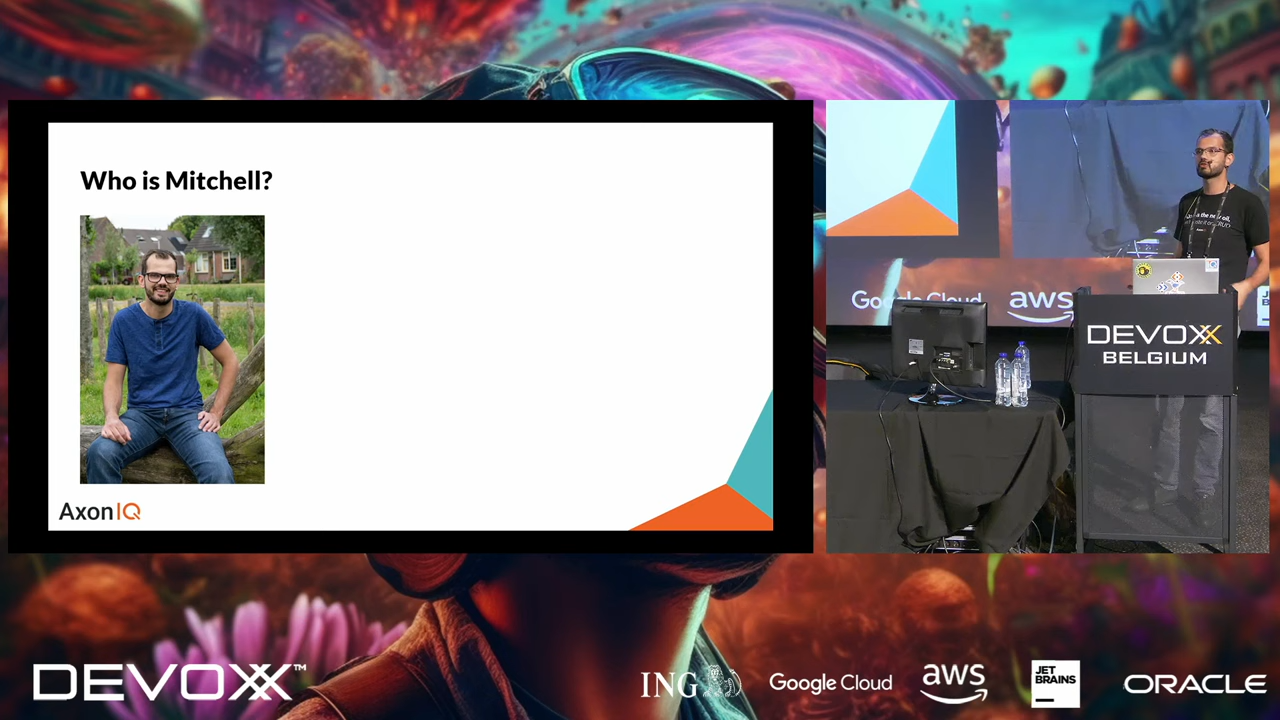 Who is Mitchell?
AxonIQ
Google Cloud
aws
DEVOXX
BELGIUM
DEVOXX™
ING
Google Cloud
aws
JET
BRAINS
ORACLE